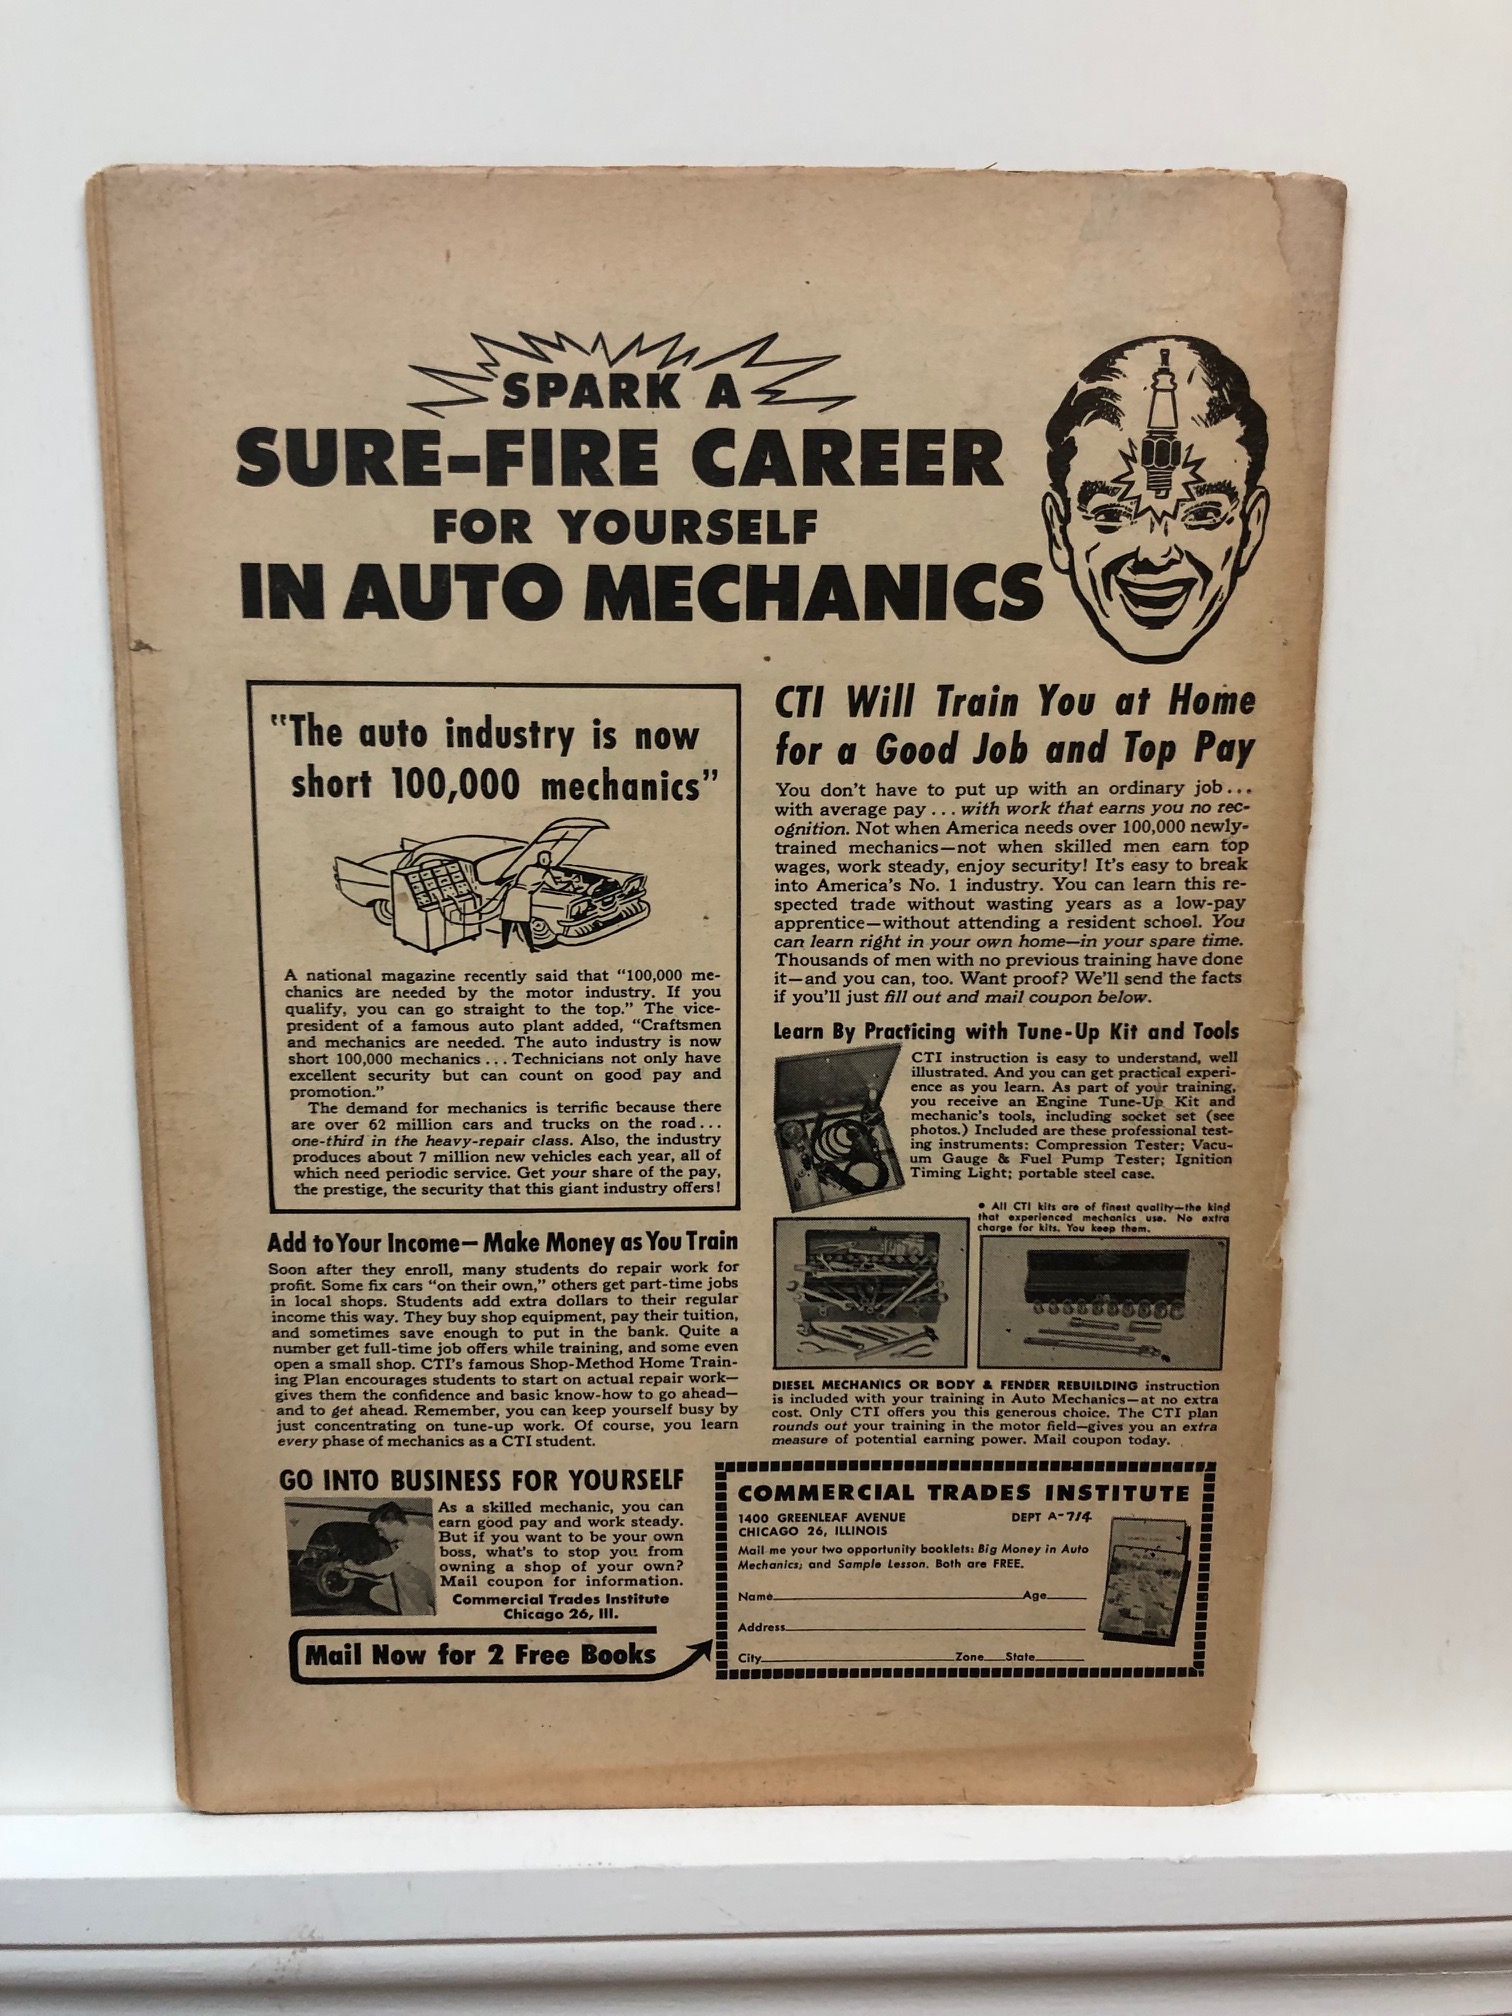 SPARK A
SURE-FIRE CAREER
FOR YOURSELF
IN AUTO MECHANICS
"The auto industry is now
short 100,000 mechanics"
A national magazine recently said that "100,000 me-
chanics are needed by the motor industry. If you
qualify, you can go straight to the top." The vice-
president of a famous auto plant added, "Craftsmen
and mechanics are needed. The auto industry is now
short 100,000 mechanics ... Technicians not only have
excellent security but can count on good pay and
promotion."
The demand for mechanics is terrific because there
are over 62 million cars and trucks on the road ...
one-third in the heavy-repair class. Also, the industry
produces about 7 million new vehicles each year, all of
which need periodic service. Get your share of the pay,
the prestige, the security that this giant industry offers!
Add to Your Income—Make Money as You Train
Soon after they enroll, many students do repair work for
profit. Some fix cars "on their own," others get part-time jobs
in local shops. Students add extra dollars to their regular
income this way. They buy shop equipment, pay their tuition,
and sometimes save enough to put in the bank. Quite a
number get full-time job offers while training, and some even
open a small shop. CTI's famous Shop-Method Home Train-
ing Plan encourages students to start on actual repair work—
gives them the confidence and basic know-how to go ahead—
and to get ahead. Remember, you can keep yourself busy by
just concentrating on tune-up work. Of course, you learn
every phase of mechanics as a CTI student.
GO INTO BUSINESS FOR YOURSELF
As a skilled mechanic, you can
earn good pay and work steady.
But if you want to be your own
boss, what's to stop you from
owning a shop of your own?
Mail coupon for information.
Commercial Trades Institute
Chicago 26, Ill.
Mail Now for 2 Free Books
CTI Will Train You at Home
for a Good Job and Top Pay
You don't have to put up with an ordinary job ...
with average pay ... with work that earns you no rec-
ognition. Not when America needs over 100,000 newly-
trained mechanics—not when skilled men earn top
wages, work steady, enjoy security! It's easy to break
into America's No. 1 industry. You can learn this re-
spected trade without wasting years as a low-pay
apprentice—without attending a resident school. You
can learn right in your own home—in your spare time.
Thousands of men with no previous training have done
it—and you can, too. Want proof? We'll send the facts
if you'll just fill out and mail coupon below.
Learn By Practicing with Tune-Up Kit and Tools
CTI instruction is easy to understand, well
illustrated. And you can get practical experi-
ence as you learn. As part of your training,
you receive an Engine Tune-Up Kit and
mechanic's tools, including socket set (see
photos.) Included are these professional test-
ing instruments: Compression Tester; Vacu-
um Gauge & Fuel Pump Tester; Ignition
Timing Light; portable steel case.
• All CTI kits are of finest quality—the kind
that experienced mechanics use. No extra
charge for kits. You keep them.
DIESEL MECHANICS OR BODY & FENDER REBUILDING instruction
is included with your training in Auto Mechanics—at no extra
cost. Only CTI offers you this generous choice. The CTI plan
rounds out your training in the motor field—gives you an extra
measure of potential earning power. Mail coupon today.
COMMERCIAL TRADES INSTITUTE
1400 GREENLEAF AVENUE DEPT A-714
CHICAGO 26, ILLINOIS
Mail me your two opportunity booklets: Big Money in Auto
Mechanics; and Sample Lesson. Both are FREE.
Name Age
Address
City Zone State